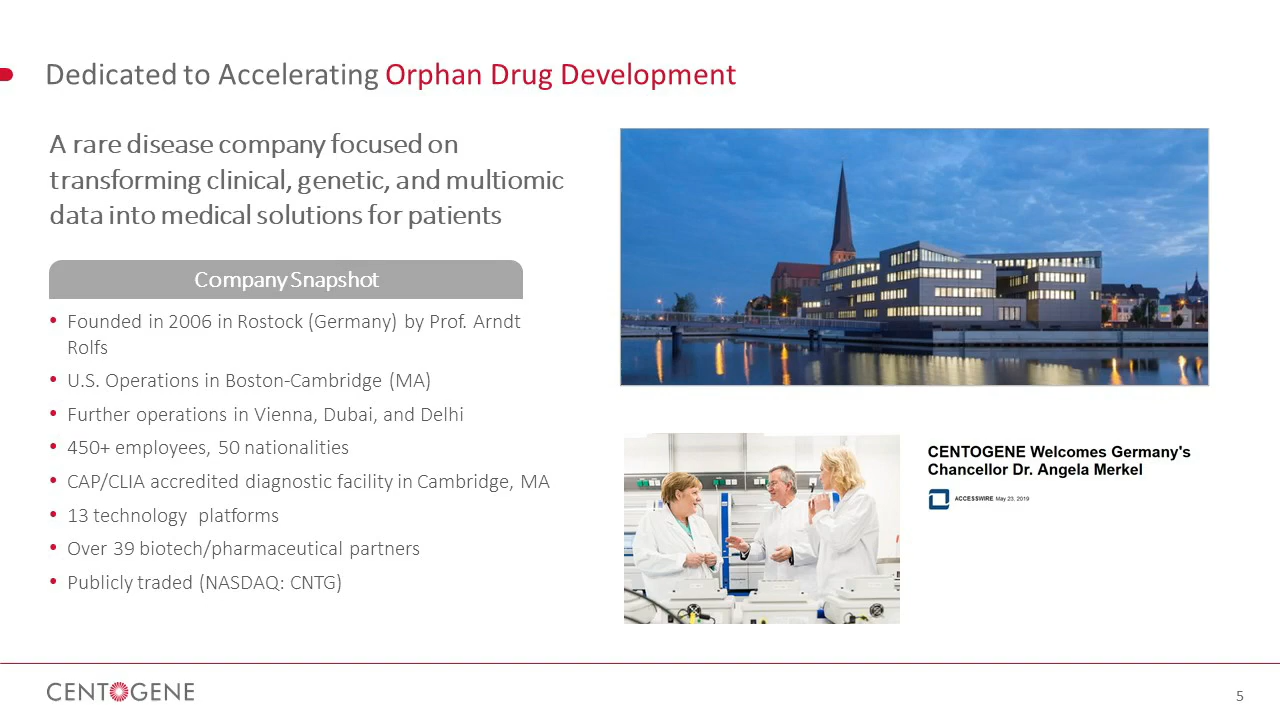 Dedicated to Accelerating Orphan Drug Development
A rare disease company focused on
transforming clinical, genetic, and multiomic
data into medical solutions for patients
Company Snapshot
• Founded in 2006 in Rostock (Germany) by Prof. Arndt
Rolfs
• U.S. Operations in Boston-Cambridge (MA)
• Further operations in Vienna, Dubai, and Delhi
• 450+ employees, 50 nationalities
• CAP/CLIA accredited diagnostic facility in Cambridge, MA
• 13 technology platforms
• Over 39 biotech/pharmaceutical partners
• Publicly traded (NASDAQ: CNTG)
CENTOGENE Welcomes Germany's
Chancellor Dr. Angela Merkel
ACCESSWIRE May 23, 2019
CENTOGENE
5